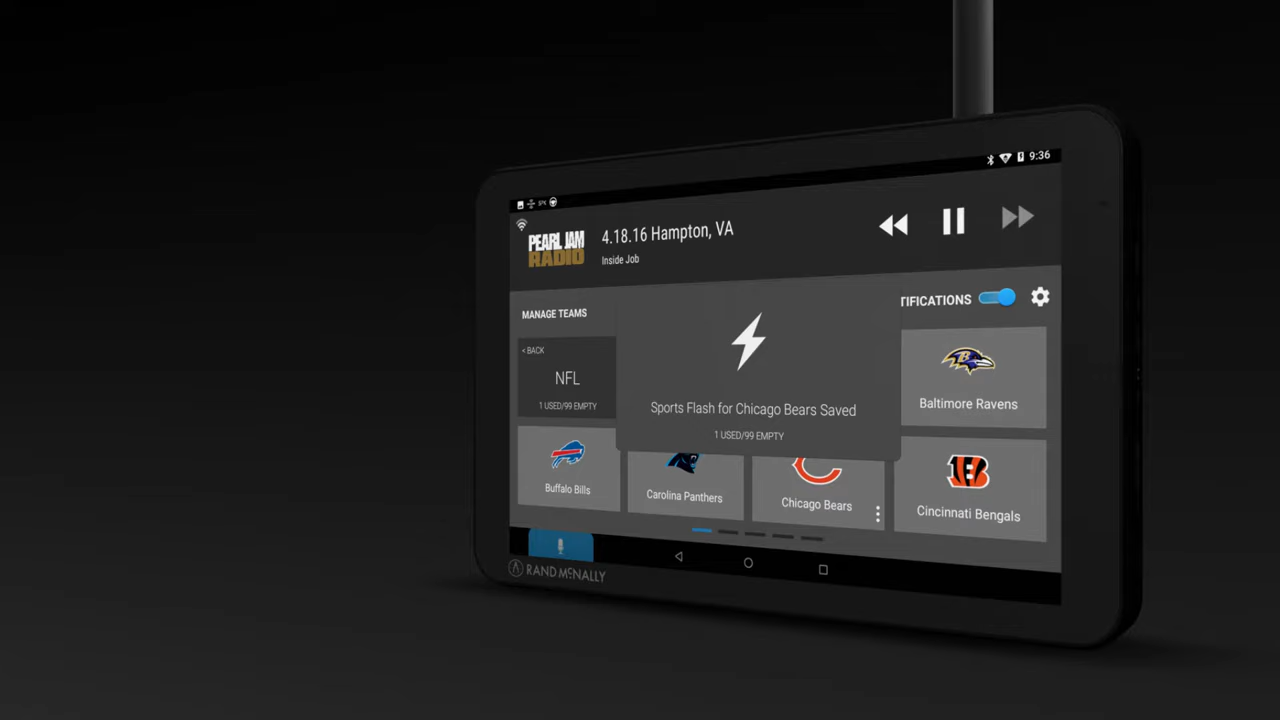 SPK
9:36
PEARL JAM
RADIO
4.18.16 Hampton, VA
Inside Job
MANAGE TEAMS
TIFICATIONS
< BACK
NFL
1 USED/99 EMPTY
Sports Flash for Chicago Bears Saved
1 USED/99 EMPTY
Baltimore Ravens
Buffalo Bills
Carolina Panthers
Chicago Bears
Cincinnati Bengals
RAND McNALLY